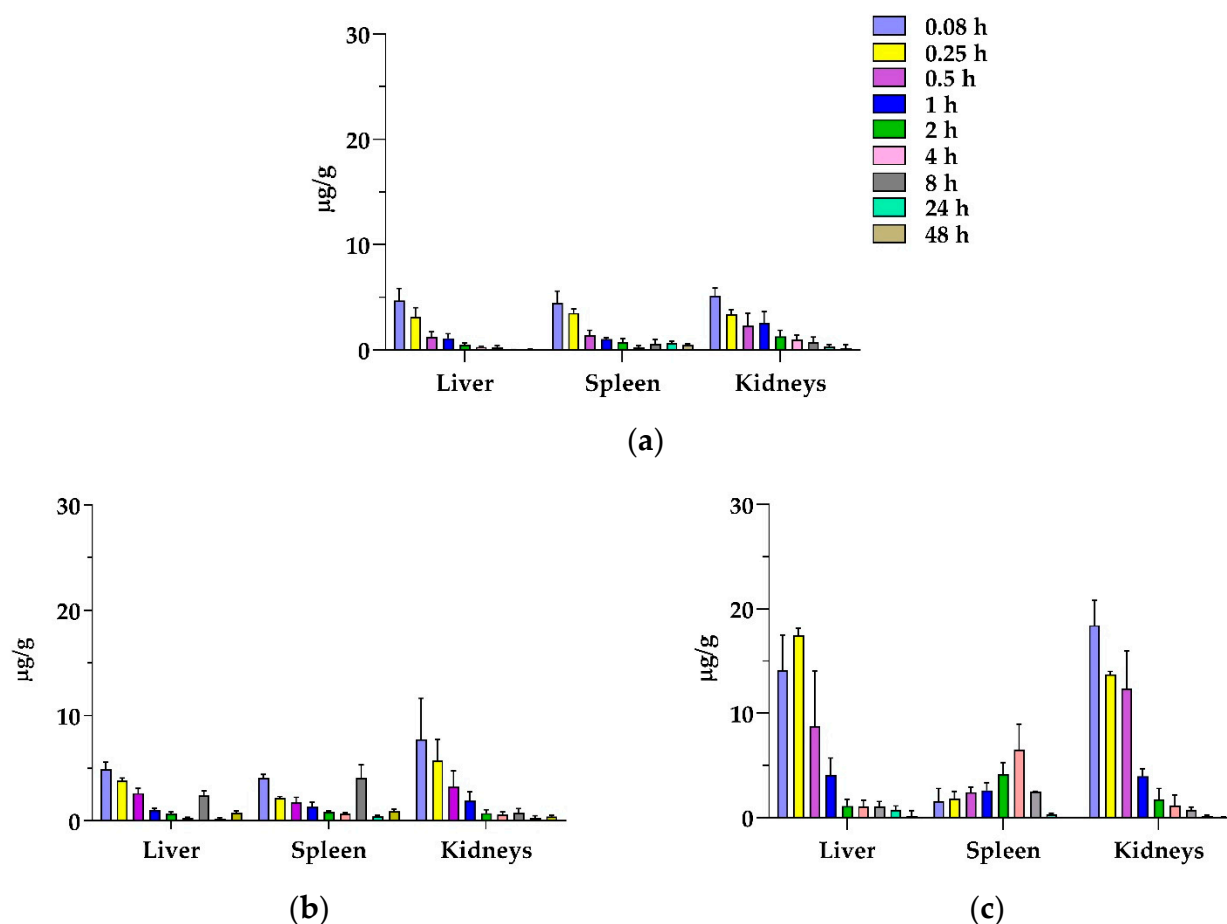 30
20
10
0
µg/g
Liver Spleen Kidneys
0.08 h
0.25 h
0.5 h
1 h
2 h
4 h
8 h
24 h
48 h
(a)
30
20
10
0
µg/g
Liver Spleen Kidneys
(b)
30
20
10
0
µg/g
Liver Spleen Kidneys
(c)